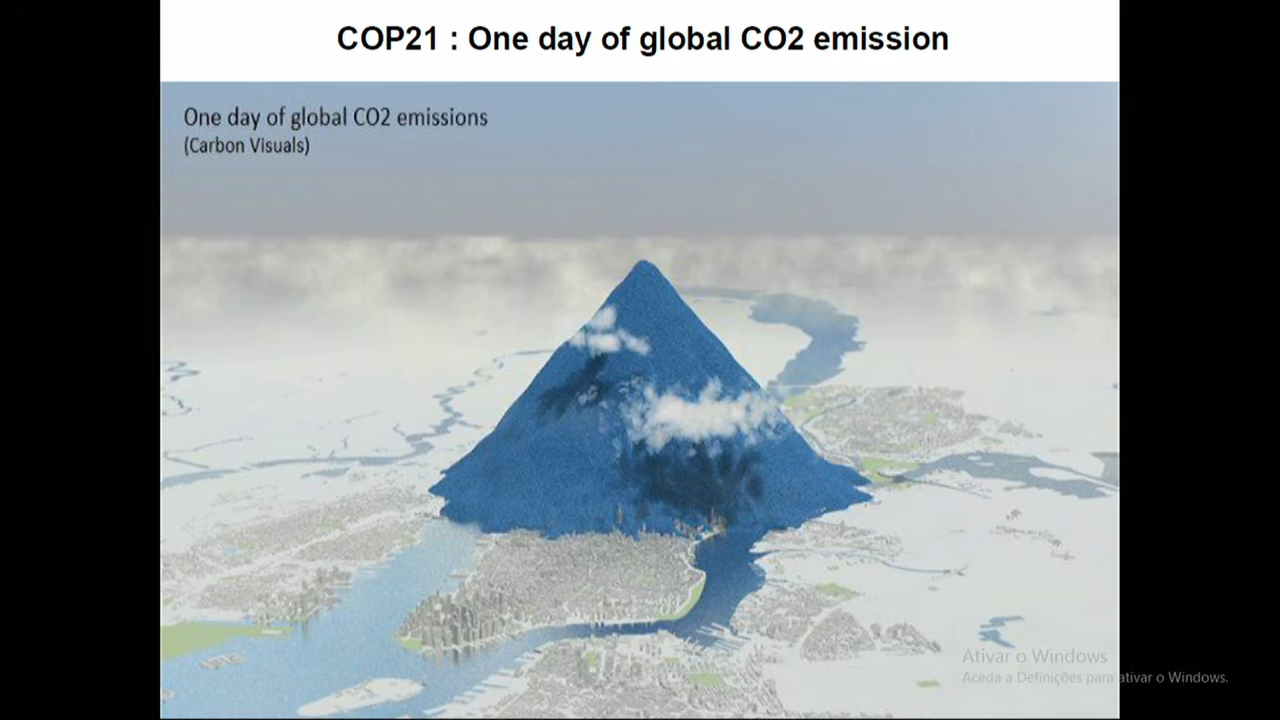 COP21 : One day of global CO2 emission
One day of global CO2 emissions
(Carbon Visuals)
Ativar o Windows
Aceda a Definições para ativar o Windows.